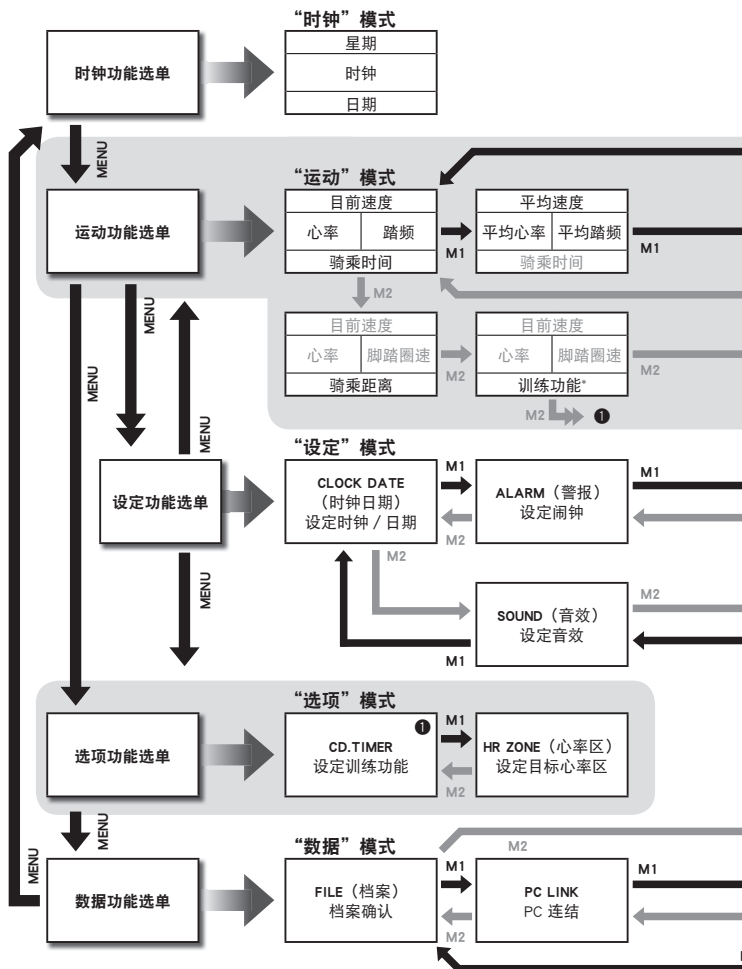 “时钟”模式
时钟功能选单
星期
时钟
日期
MENU
“运动”模式
运动功能选单
目前速度
心率 踏频
骑乘时间
M1
平均速度
平均心率 平均踏频
骑乘时间
M1
M2
目前速度
心率 脚踏圈速
骑乘距离
M2
目前速度
心率 脚踏圈速
训练功能*
M2
M2 ❶
MENU
MENU
MENU
“设定”模式
设定功能选单
CLOCK DATE
(时钟日期)
设定时钟 / 日期
M1
M2
ALARM (警报)
设定闹钟
M1
M2
SOUND (音效)
设定音效
M2
M1
MENU
“选项”模式
选项功能选单
❶
CD.TIMER
设定训练功能
M1
M2
HR ZONE (心率区)
设定目标心率区
MENU
MENU
“数据”模式
数据功能选单
FILE (档案)
档案确认
M2
M1
M2
PC LINK
PC 连结
M1